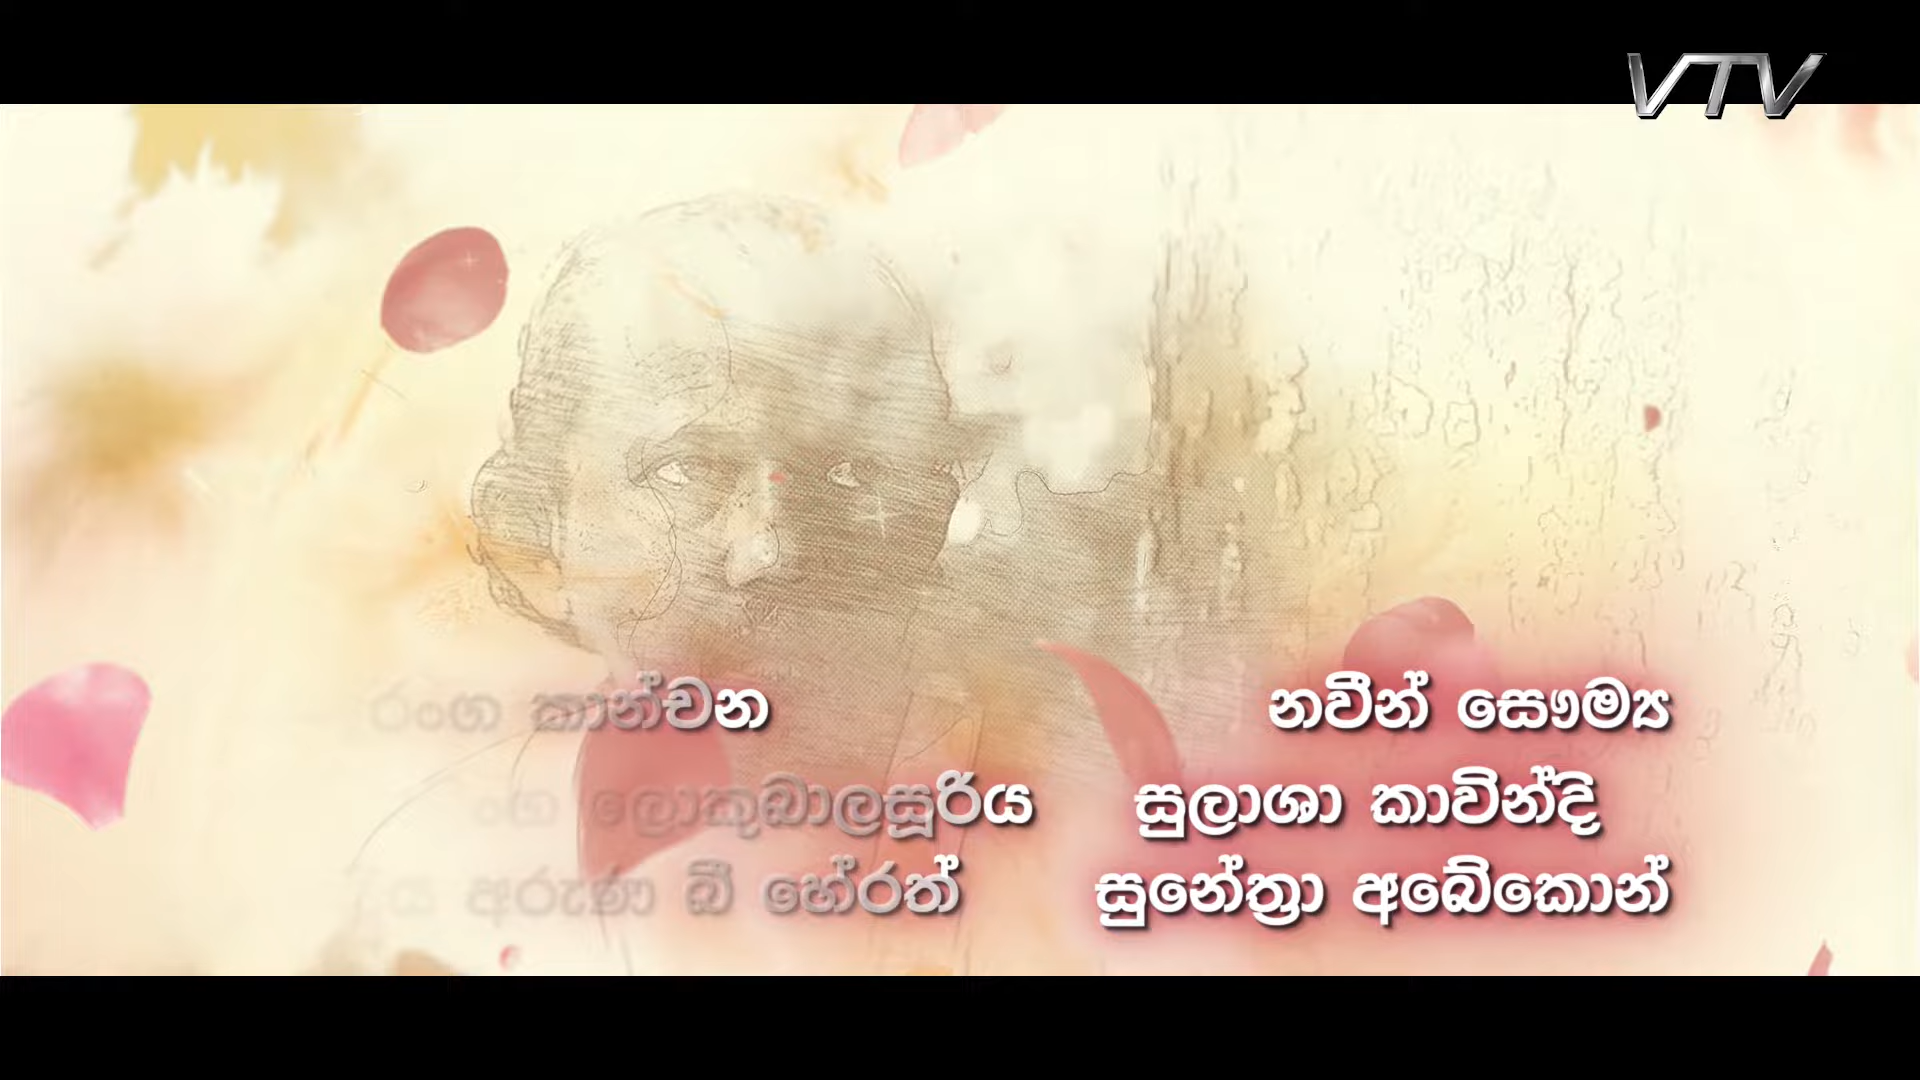 VTV
රංග කාන්චන නවීන් සෞම්‍ය
ලොකුබාලසූරිය සුලාශා කාවින්දි
අරුණ බී හේරත් සුනේත්‍රා අබේකොන්